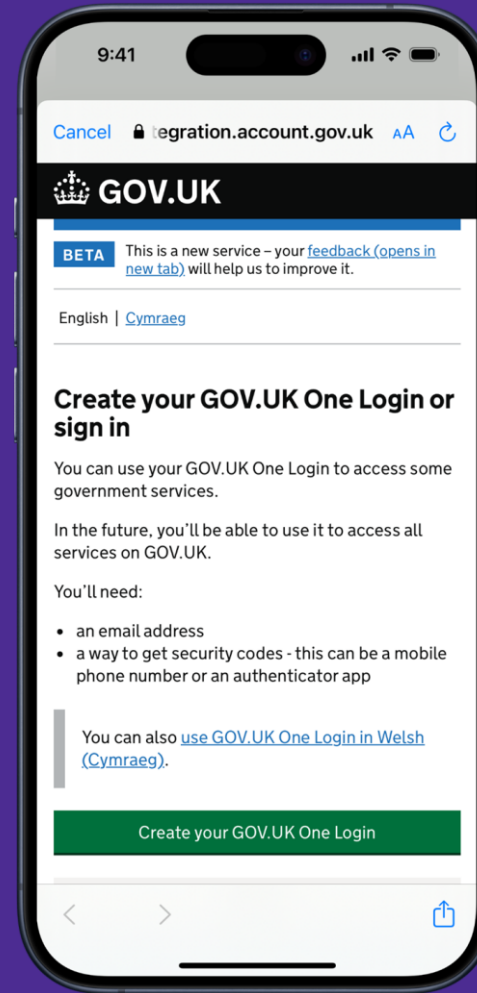 9:41
Cancel tegration.account.gov.uk AA
GOV.UK
BETA This is a new service – your feedback (opens in
new tab) will help us to improve it.
English | Cymraeg
Create your GOV.UK One Login or
sign in
You can use your GOV.UK One Login to access some
government services.
In the future, you’ll be able to use it to access all
services on GOV.UK.
You’ll need:
• an email address
• a way to get security codes - this can be a mobile
phone number or an authenticator app
You can also use GOV.UK One Login in Welsh
(Cymraeg).
Create your GOV.UK One Login